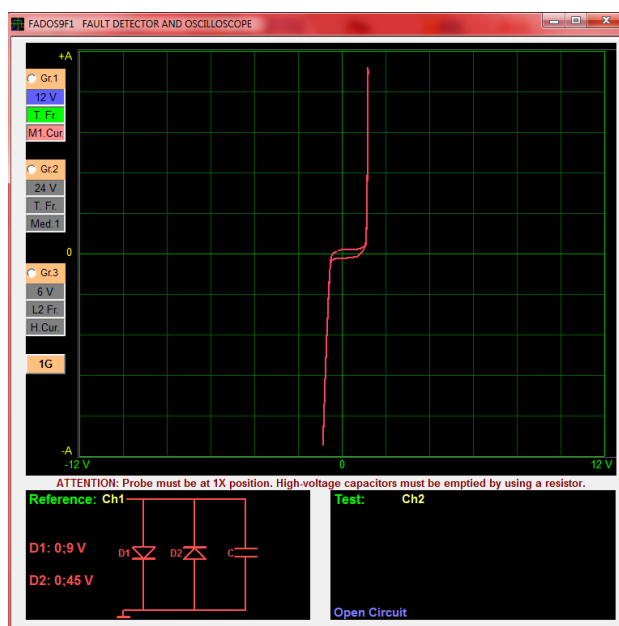 FADOS9F1 FAULT DETECTOR AND OSCILLOSCOPE
+A
Gr.1
12 V
T. Fr.
M1.Cur.
Gr.2
24 V
T. Fr.
Med.1
0
Gr.3
6 V
L2 Fr.
H.Cur.
1G
-A
-12 V
0
12 V
ATTENTION: Probe must be at 1X position. High-voltage capacitors must be emptied by using a resistor.
Reference: Ch1
D1: 0;9 V
D2: 0;45 V
D1
D2
C
Test: Ch2
Open Circuit